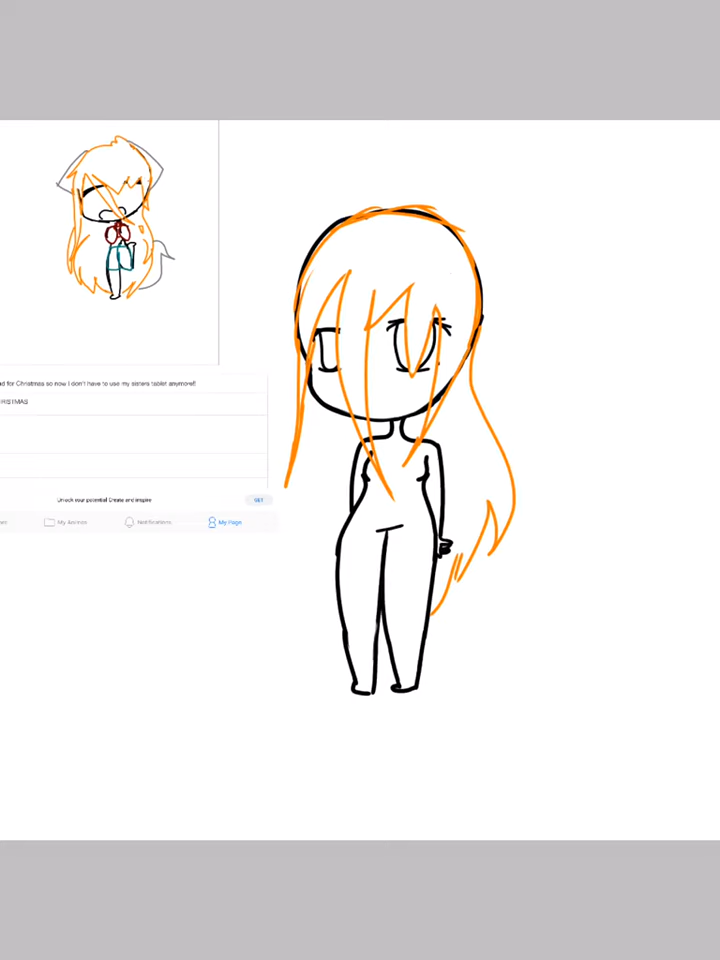 ad for Christmas so now I don't have to use my sisters tablet anymore!!
RISTMAS
Unlock your potential Create and inspire
GET
My Anime
Notifications
My Page